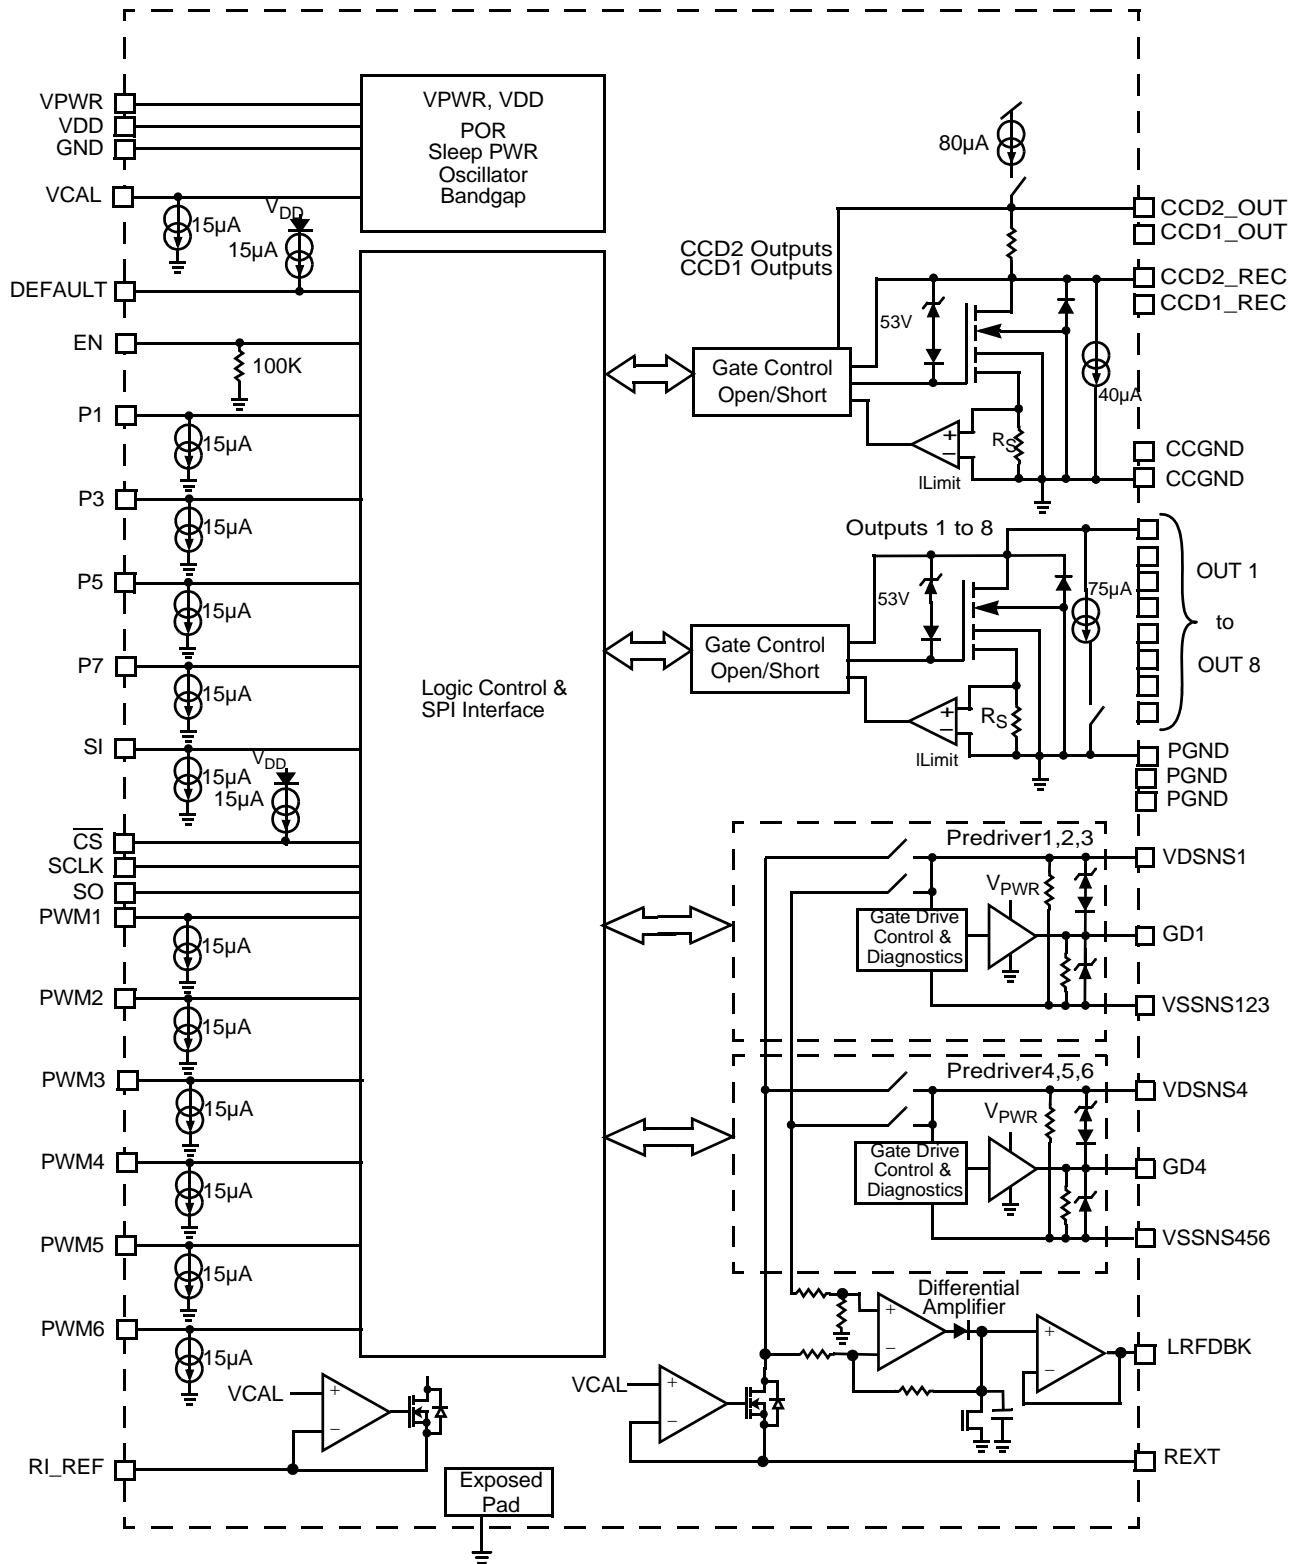 VPWR
VDD
GND
VCAL
15µA
VDD
15µA
DEFAULT
EN
100K
P1
15µA
P3
15µA
P5
15µA
P7
15µA
SI
15µA
VDD
15µA
CS
SCLK
SO
PWM1
15µA
PWM2
15µA
PWM3
15µA
PWM4
15µA
PWM5
15µA
PWM6
15µA
VCAL
+
−
RI_REF
Exposed
Pad
VPWR, VDD
POR
Sleep PWR
Oscillator
Bandgap
Logic Control &
SPI Interface
80µA
CCD2 Outputs
CCD1 Outputs
53V
Gate Control
Open/Short
40µA
+
−
RS
ILimit
CCD2_OUT
CCD1_OUT
CCD2_REC
CCD1_REC
CCGND
CCGND
Outputs 1 to 8
53V
75µA
Gate Control
Open/Short
+
−
RS
ILimit
OUT 1
to
OUT 8
PGND
PGND
PGND
Predriver1,2,3
VPWR
Gate Drive
Control &
Diagnostics
VDSNS1
GD1
VSSNS123
Predriver4,5,6
VPWR
Gate Drive
Control &
Diagnostics
VDSNS4
GD4
VSSNS456
Differential
Amplifier
+
−
+
−
LRFDBK
VCAL
+
−
REXT